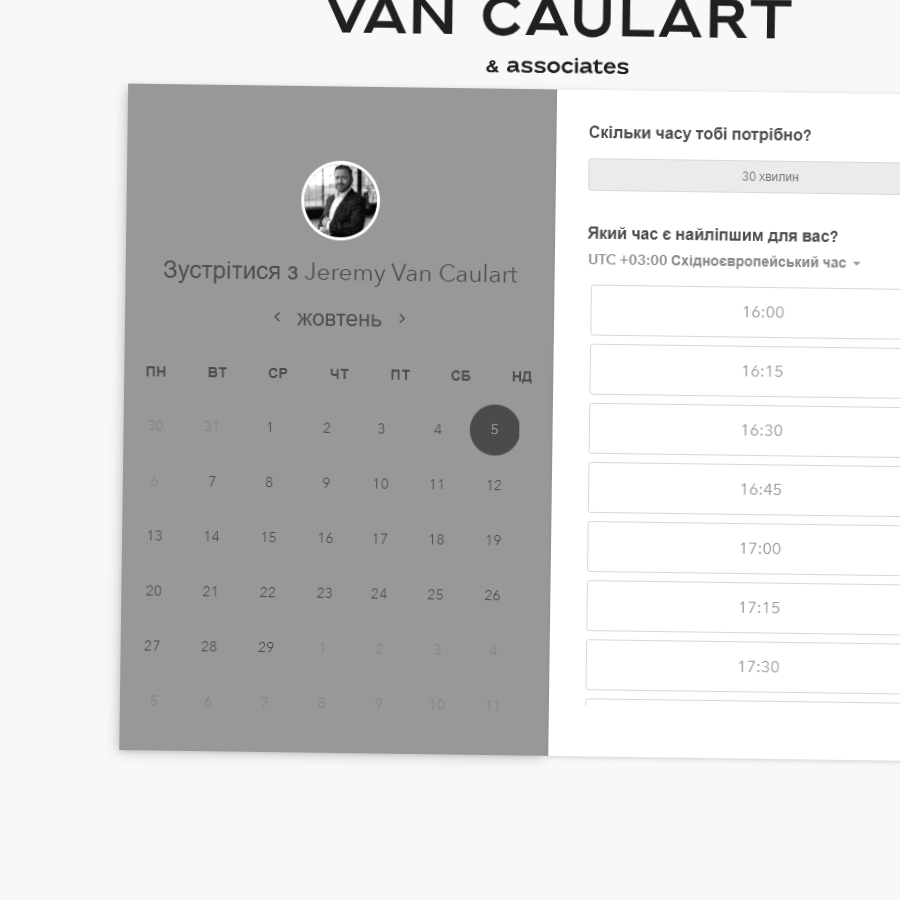 VAN CAULART
& associates
Зустрітися з Jeremy Van Caulart
жовтень
ПН ВТ СР ЧТ ПТ СБ НД
30 31 1 2 3 4 5
6 7 8 9 10 11 12
13 14 15 16 17 18 19
20 21 22 23 24 25 26
27 28 29 1 2 3 4
5 6 7 8 9 10 11
Скільки часу тобі потрібно?
30 хвилин
Який час є найліпшим для вас?
UTC +03:00 Східноєвропейський час
16:00
16:15
16:30
16:45
17:00
17:15
17:30